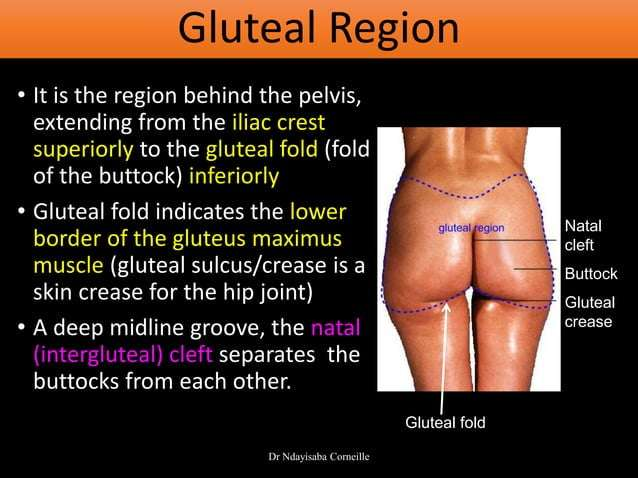 Gluteal Region
• It is the region behind the pelvis,
extending from the iliac crest
superiorly to the gluteal fold (fold
of the buttock) inferiorly
• Gluteal fold indicates the lower
border of the gluteus maximus
muscle (gluteal sulcus/crease is a
skin crease for the hip joint)
• A deep midline groove, the natal
(intergluteal) cleft separates the
buttocks from each other.
gluteal region
Natal
cleft
Buttock
Gluteal
crease
Gluteal fold
Dr Ndayisaba Corneille